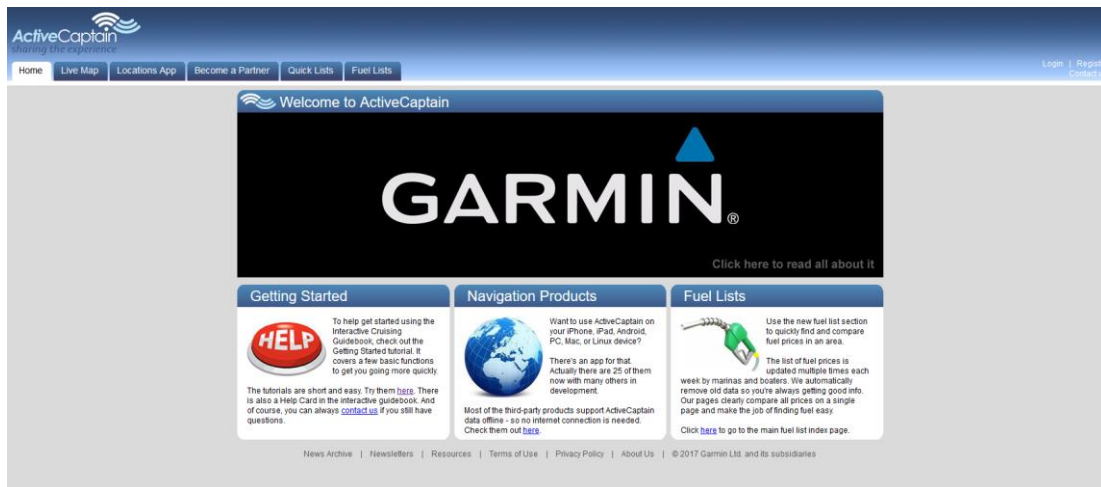 ActiveCaptain
sharing the experience
Home
Live Map
Locations App
Become a Partner
Quick Lists
Fuel Lists
Login |
Welcome to ActiveCaptain
GARMIN®
Click here to read all about it
Getting Started
HELP
To help get started using the
Interactive Cruising
Guidebook, check out the
Getting Started tutorial. It
covers a few basic functions
to get you going more quickly.
The tutorials are short and easy. Try them here. There
is also a Help Card in the interactive guidebook. And
of course, you can always contact us if you still have
questions.
Navigation Products
Want to use ActiveCaptain on
your iPhone, iPad, Android,
PC, Mac, or Linux device?
There's an app for that.
Actually there are 25 of them
now with many others in
development.
Most of the third-party products support ActiveCaptain
data offline - so no internet connection is needed.
Check them out here.
Fuel Lists
Use the new fuel list section
to quickly find and compare
fuel prices in an area.
The list of fuel prices is
updated multiple times each
week by marinas and boaters. We automatically
remove old data so you're always getting good info.
Our pages clearly compare all prices on a single
page and make the job of finding fuel easy.
Click here to go to the main fuel list index page.
News Archive | Newsletters | Resources | Terms of Use | Privacy Policy | About Us | © 2017 Garmin Ltd. and its subsidiaries